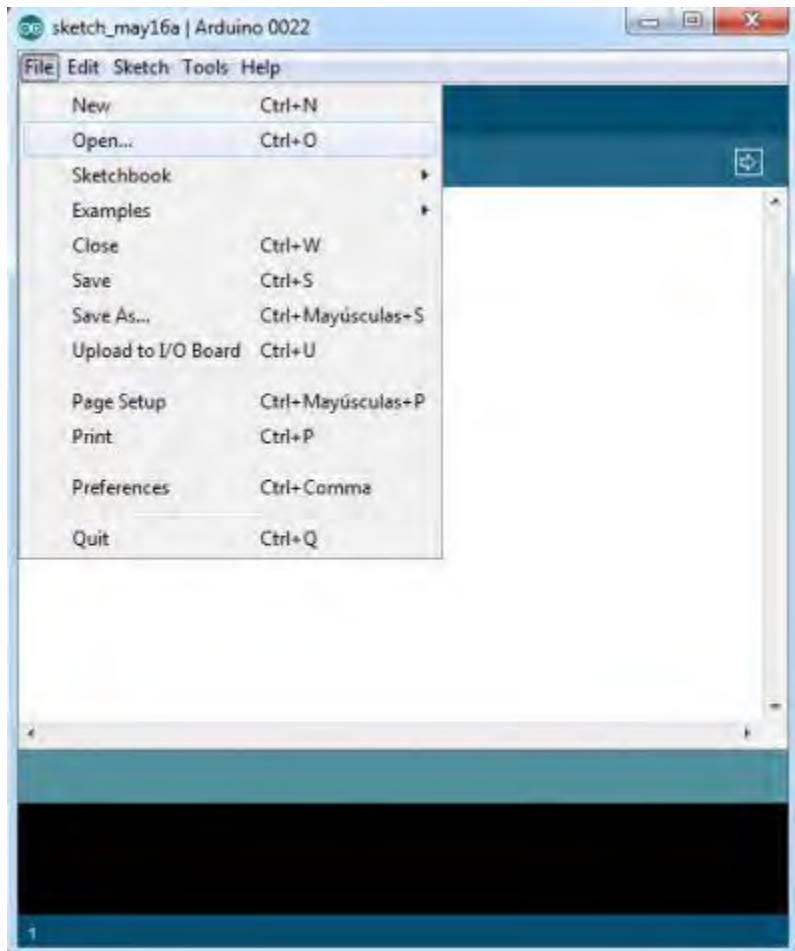 sketch_may16a | Arduino 0022
File Edit Sketch Tools Help
New Ctrl+N
Open... Ctrl+O
Sketchbook
Examples
Close Ctrl+W
Save Ctrl+S
Save As... Ctrl+Mayúsculas+S
Upload to I/O Board Ctrl+U
Page Setup Ctrl+Mayúsculas+P
Print Ctrl+P
Preferences Ctrl+Comma
Quit Ctrl+Q
1